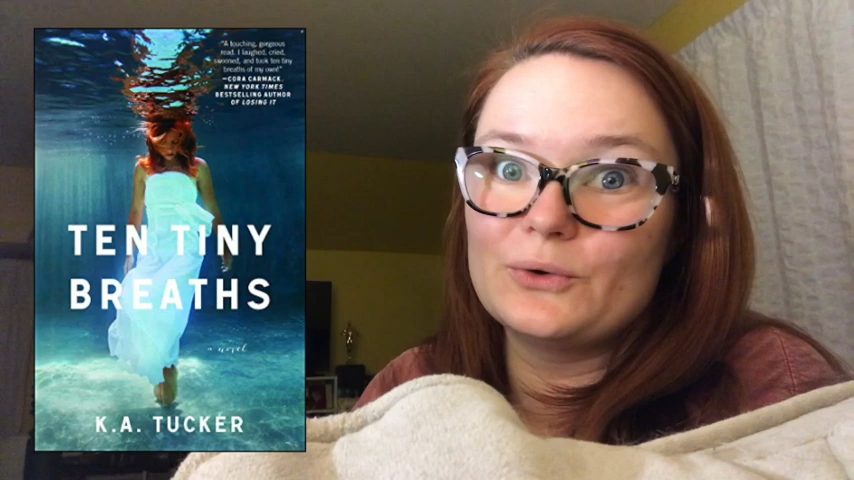 "A touching, gorgeous
read. I laughed, cried,
swooned, and took ten tiny
breaths of my own!"
—CORA CARMACK,
NEW YORK TIMES
BESTSELLING AUTHOR
OF LOSING IT
TEN TINY
BREATHS
a novel
K.A. TUCKER